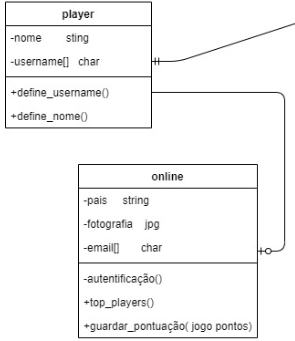 player
-nome sting
-username[] char
+define_username()
+define_nome()
online
-pais string
-fotografia jpg
-email[] char
-autentificação()
+top_players()
+guardar_pontuação( jogo pontos)